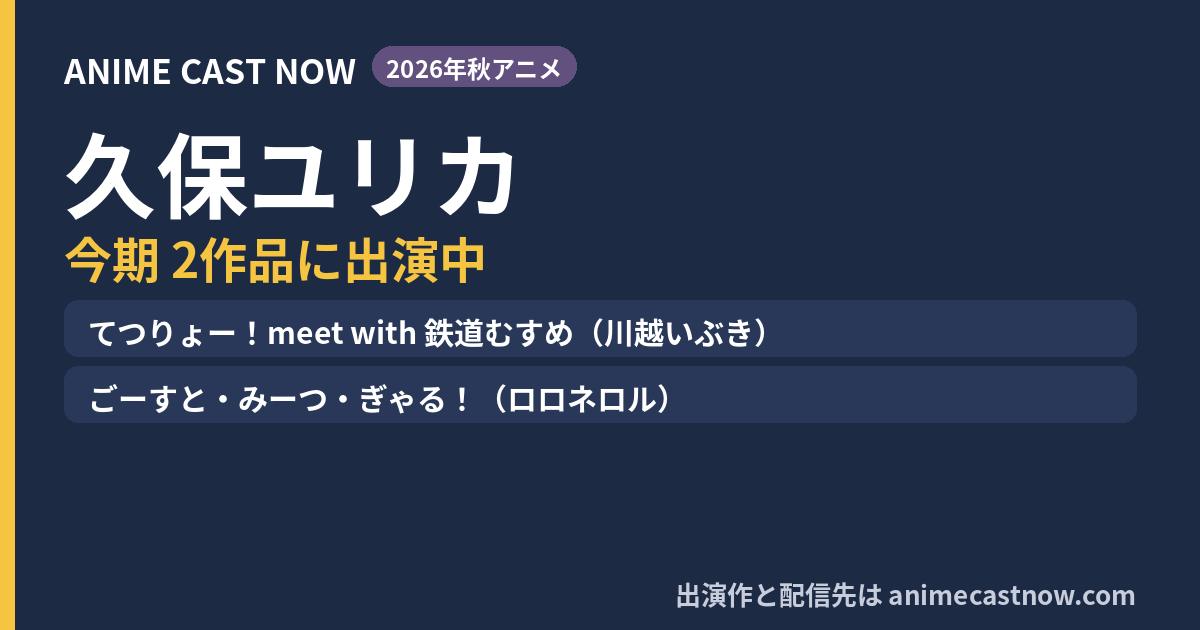 ANIME CAST NOW 2026年秋アニメ
久保ユリカ
今期 2作品に出演中
てつりょー！meet with 鉄道むすめ（川越いぶき）
ごーすと・みーつ・ぎゃる！（ロロネロル）
出演作と配信先は animecastnow.com